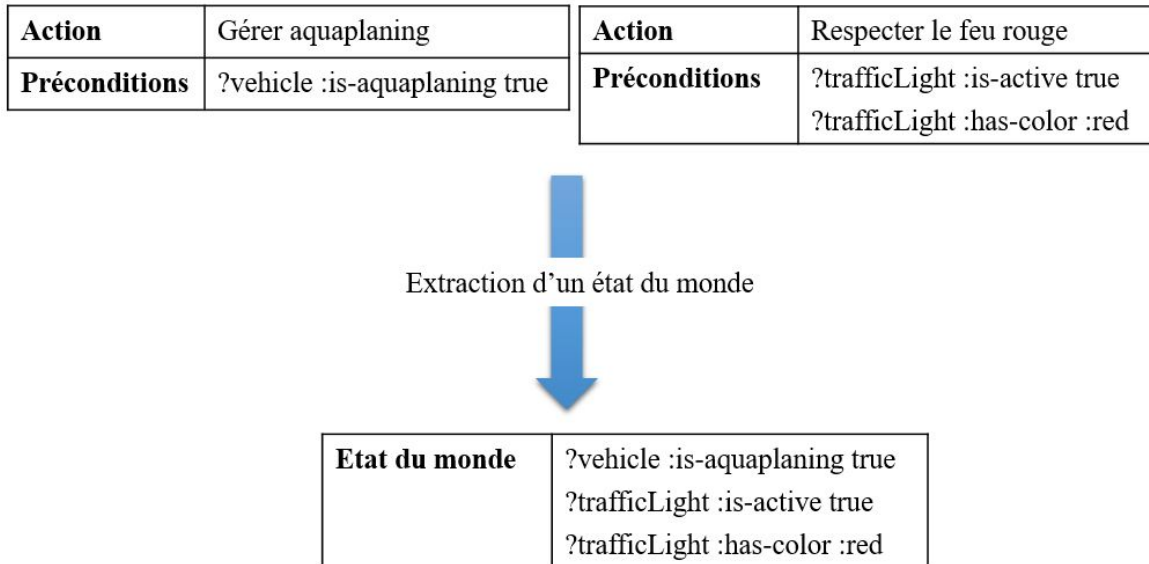 Action Gérer aquaplaning
Préconditions ?vehicle :is-aquaplaning true
Action Respecter le feu rouge
Préconditions ?trafficLight :is-active true
?trafficLight :has-color :red
Extraction d’un état du monde
Etat du monde ?vehicle :is-aquaplaning true
?trafficLight :is-active true
?trafficLight :has-color :red